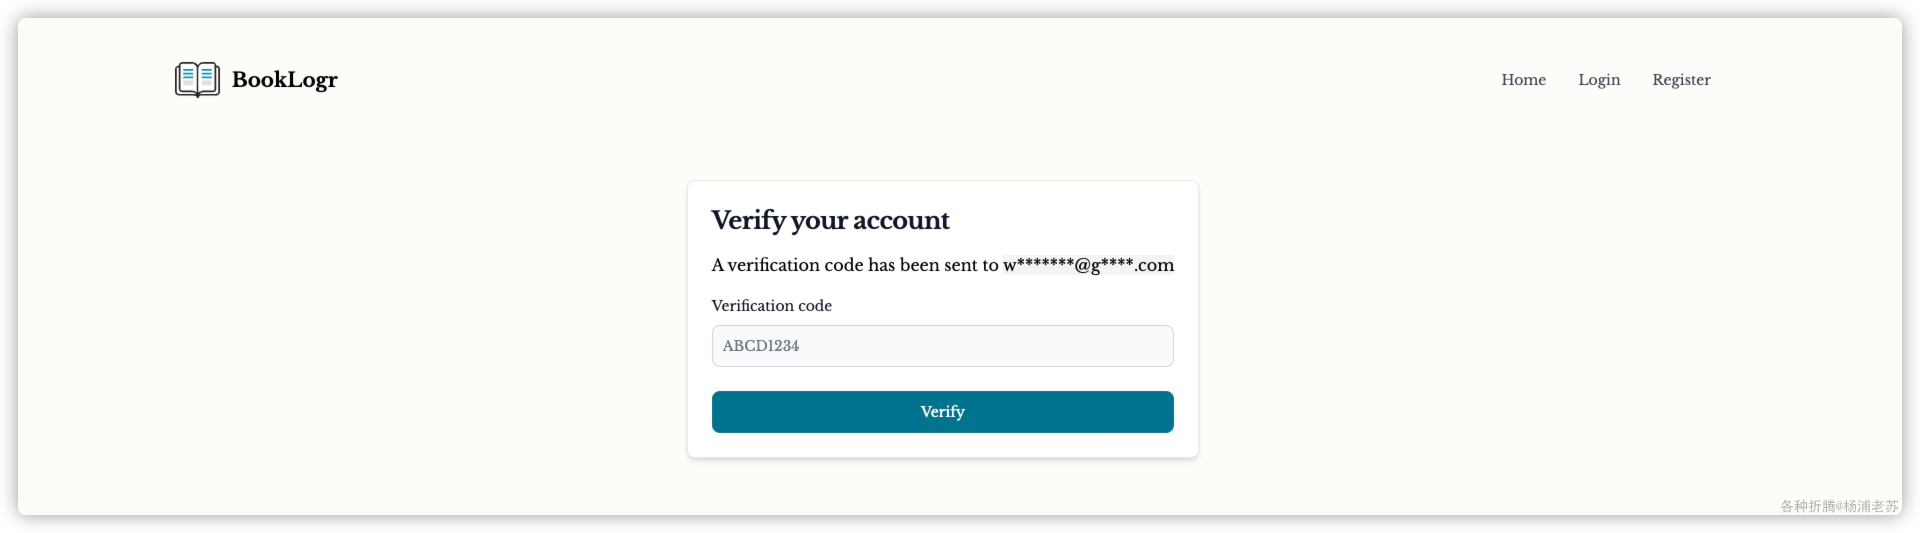 BookLogr
Home Login Register
Verify your account
A verification code has been sent to w*******@g****.com
Verification code
ABCD1234
Verify
各种折腾@杨浦老苏